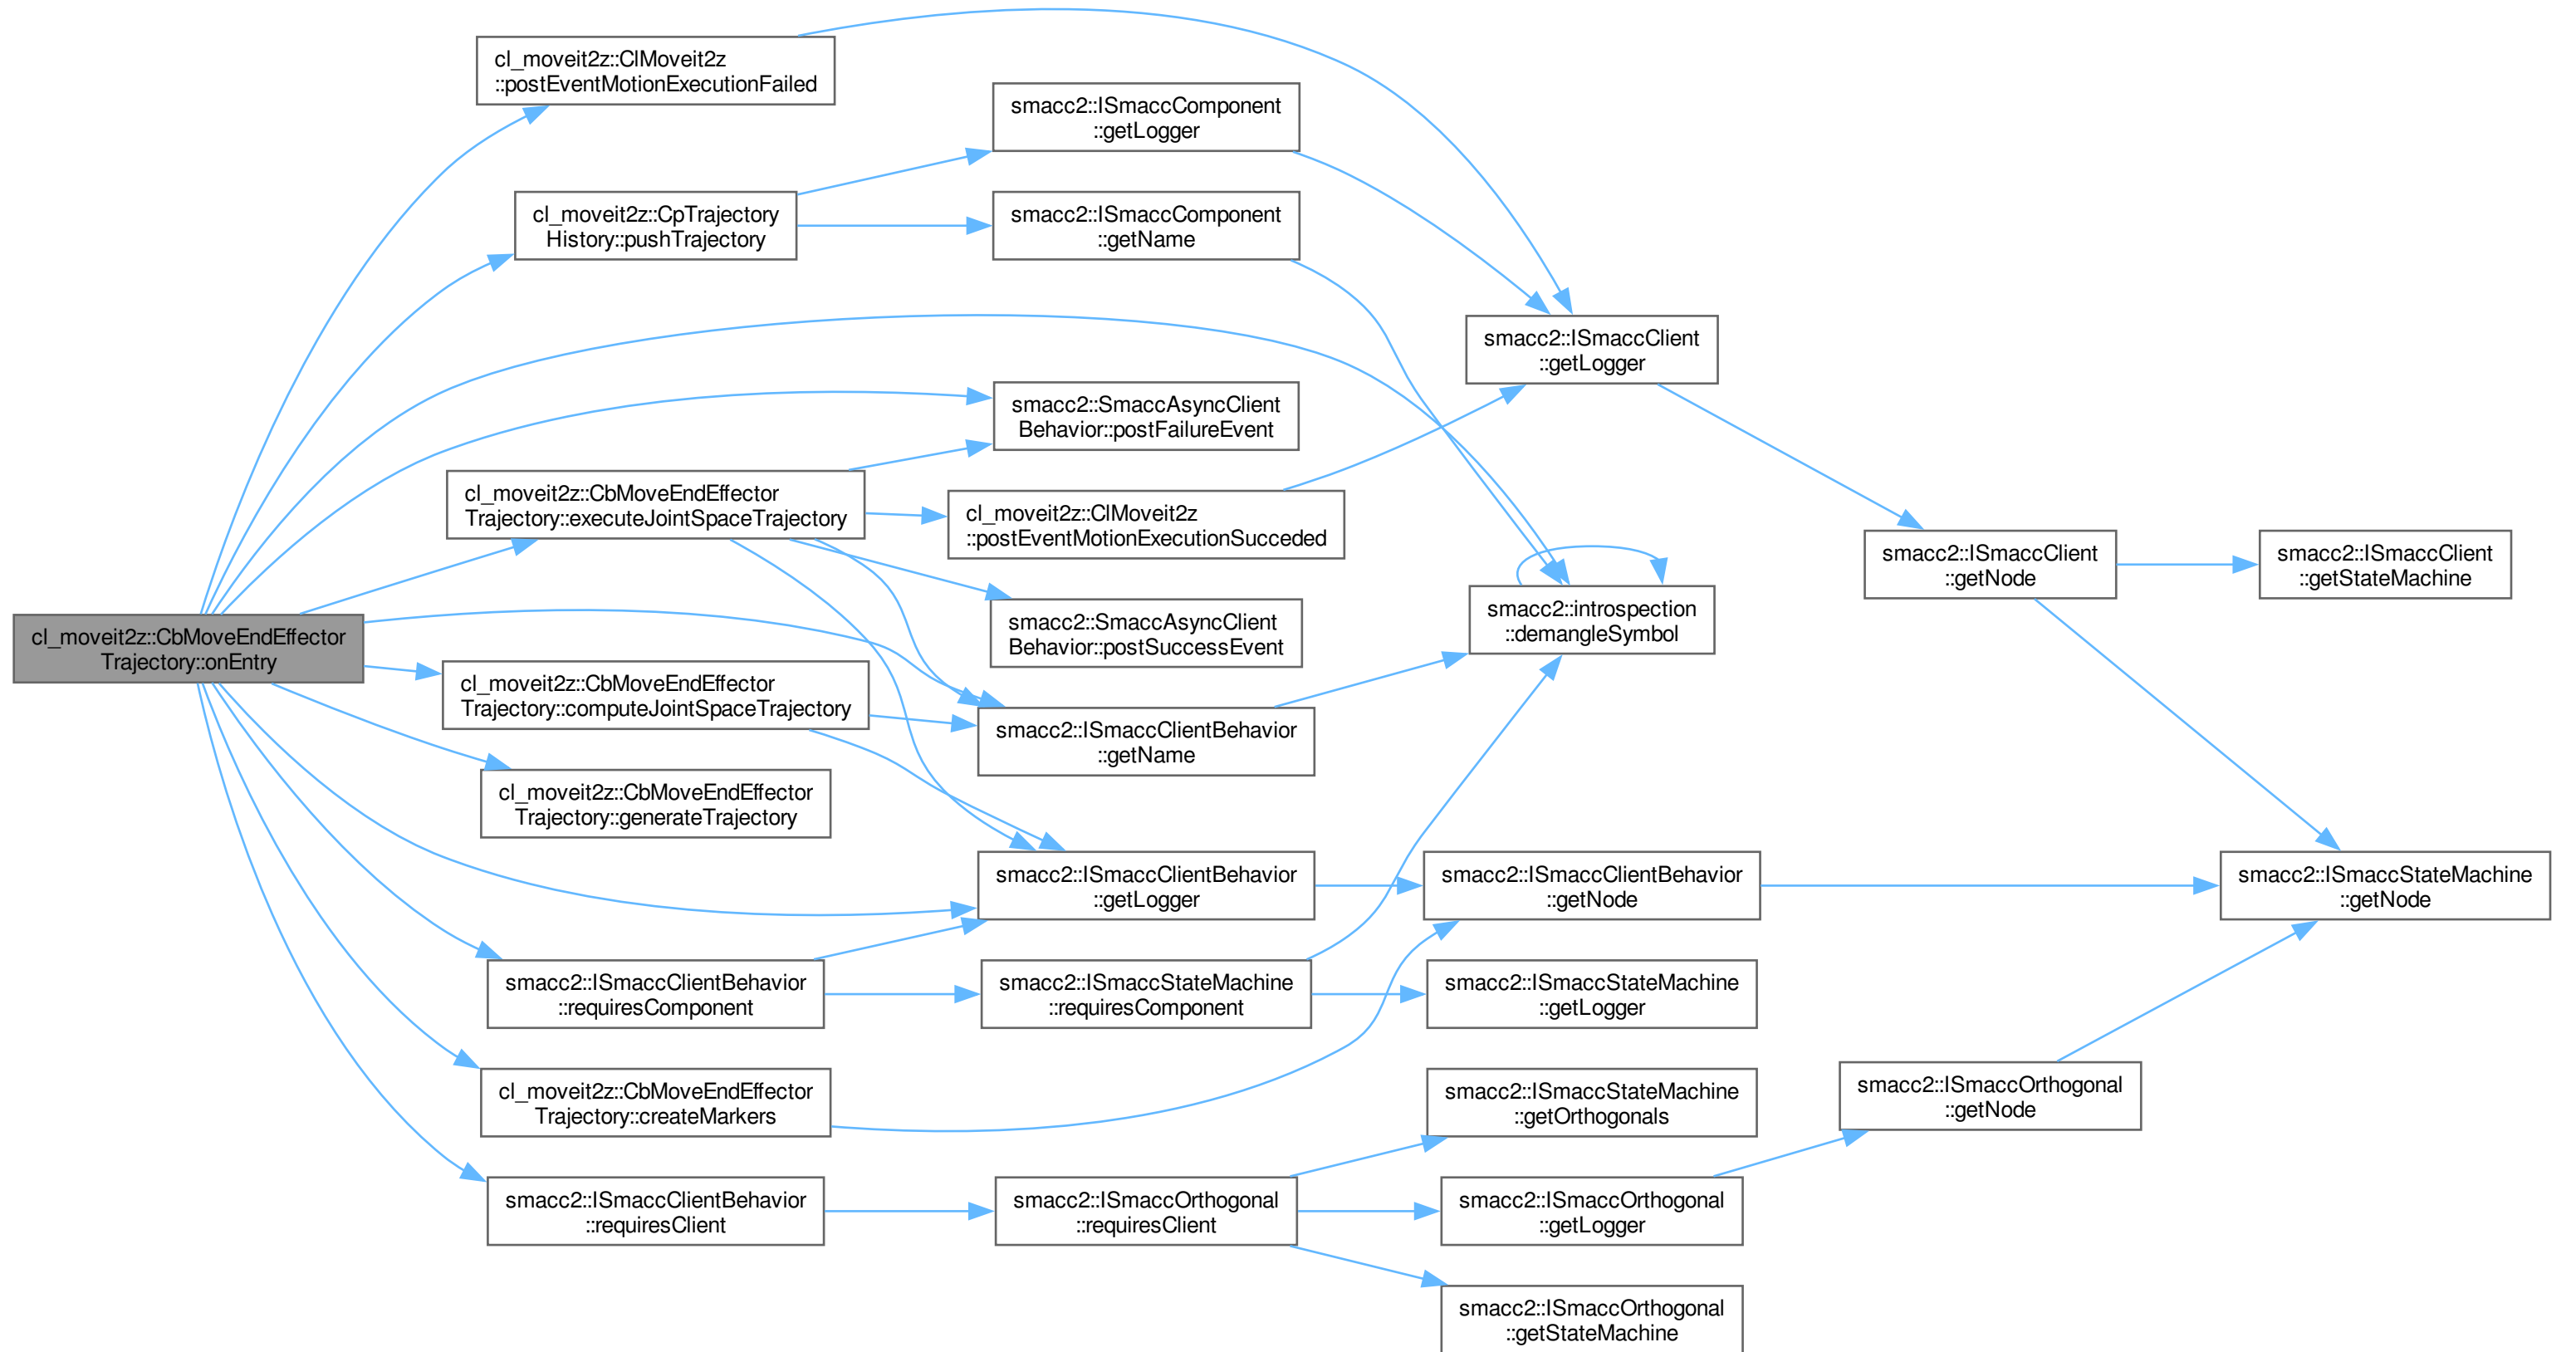 cl_moveit2z::ClMoveit2z
::postEventMotionExecutionFailed
smacc2::ISmaccComponent
::getLogger
cl_moveit2z::CpTrajectory
History::pushTrajectory
smacc2::ISmaccComponent
::getName
smacc2::ISmaccClient
::getLogger
smacc2::SmaccAsyncClient
Behavior::postFailureEvent
cl_moveit2z::CbMoveEndEffector
Trajectory::executeJointSpaceTrajectory
cl_moveit2z::ClMoveit2z
::postEventMotionExecutionSucceded
smacc2::ISmaccClient
::getNode
smacc2::ISmaccClient
::getStateMachine
smacc2::SmaccAsyncClient
Behavior::postSuccessEvent
smacc2::introspection
::demangleSymbol
cl_moveit2z::CbMoveEndEffector
Trajectory::onEntry
cl_moveit2z::CbMoveEndEffector
Trajectory::computeJointSpaceTrajectory
smacc2::ISmaccClientBehavior
::getName
cl_moveit2z::CbMoveEndEffector
Trajectory::generateTrajectory
smacc2::ISmaccClientBehavior
::getLogger
smacc2::ISmaccClientBehavior
::getNode
smacc2::ISmaccStateMachine
::getNode
smacc2::ISmaccClientBehavior
::requiresComponent
smacc2::ISmaccStateMachine
::requiresComponent
smacc2::ISmaccStateMachine
::getLogger
cl_moveit2z::CbMoveEndEffector
Trajectory::createMarkers
smacc2::ISmaccStateMachine
::getOrthogonals
smacc2::ISmaccOrthogonal
::getNode
smacc2::ISmaccClientBehavior
::requiresClient
smacc2::ISmaccOrthogonal
::requiresClient
smacc2::ISmaccOrthogonal
::getLogger
smacc2::ISmaccOrthogonal
::getStateMachine